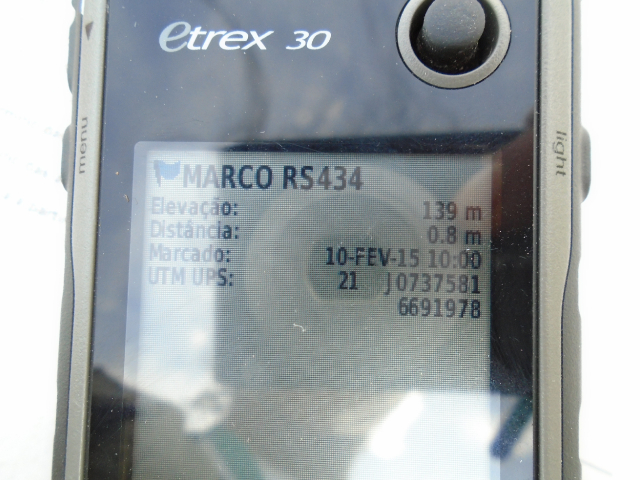 etrex 30
menu
light
MARCO RS434
Elevação: 139 m
Distância: 0.8 m
Marcado: 10-FEV-15 10:00
UTM UPS: 21 J0737581
6691978